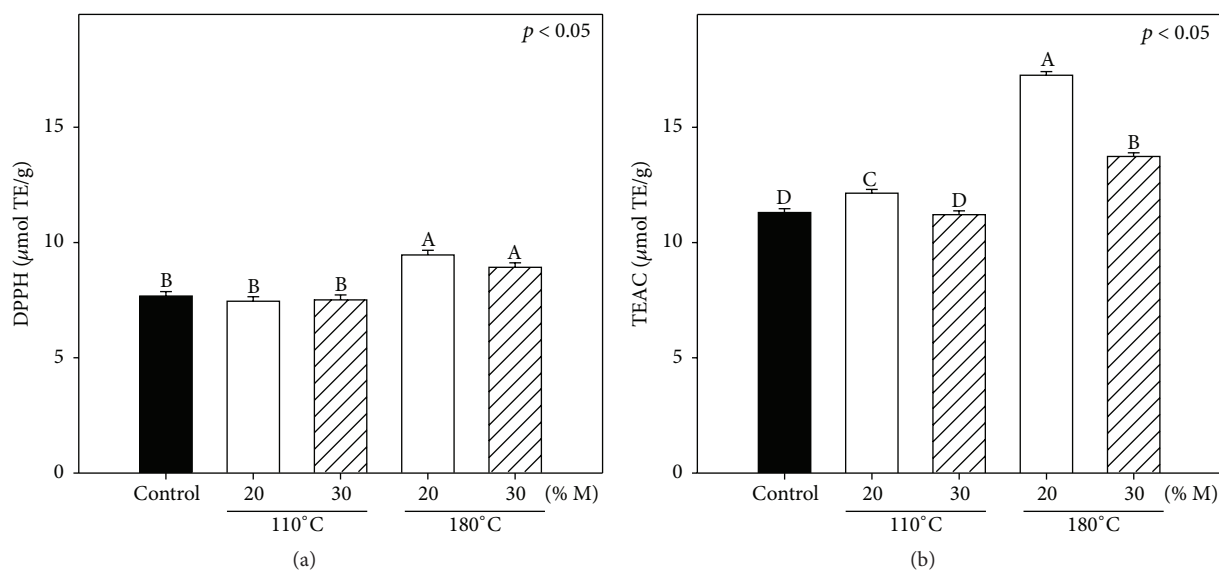 p < 0.05
DPPH (μmol TE/g)
15
10
5
0
B
B
B
A
A
Control
20
30
20
30
(% M)
110°C
180°C
(a)
p < 0.05
TEAC (μmol TE/g)
15
10
5
0
D
C
D
A
B
Control
20
30
20
30
(% M)
110°C
180°C
(b)